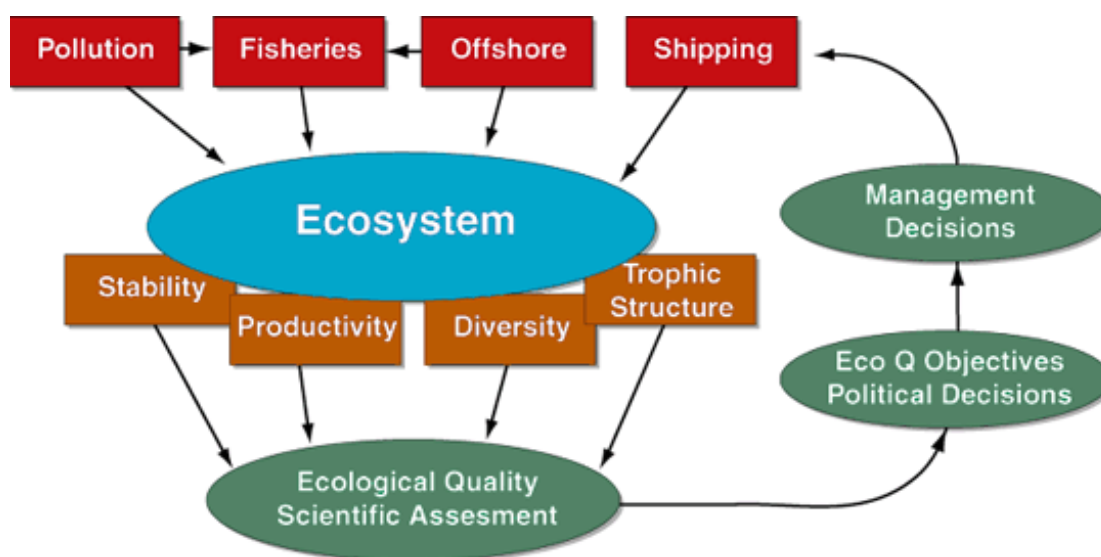 Pollution
Fisheries
Offshore
Shipping
Ecosystem
Management
Decisions
Stability
Productivity
Diversity
Trophic
Structure
Eco Q Objectives
Political Decisions
Ecological Quality
Scientific Assesment